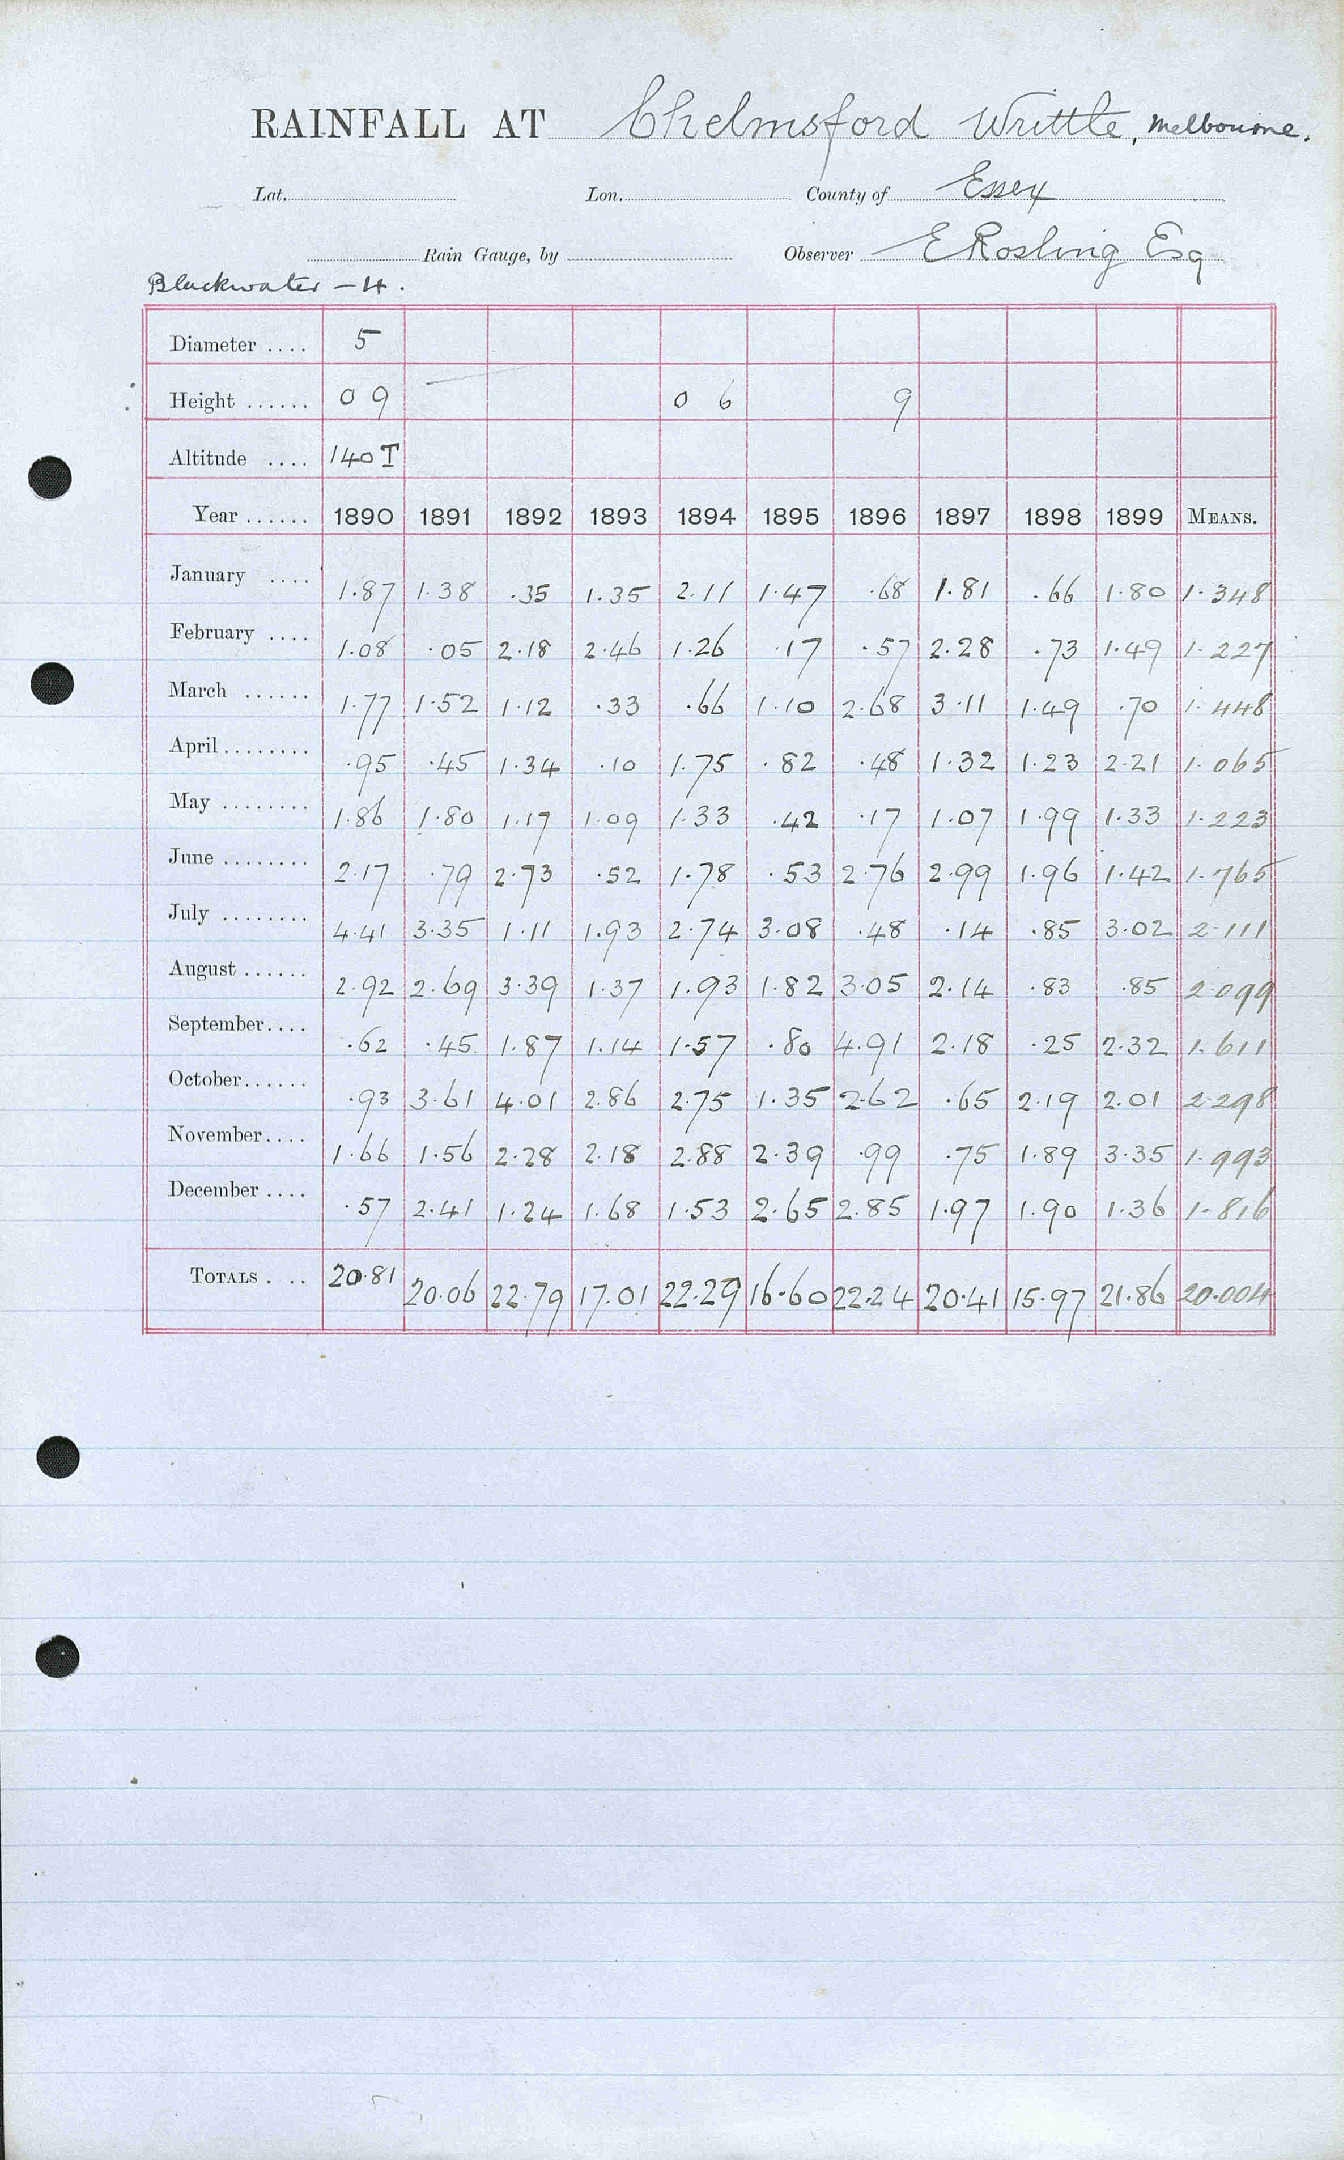 RAINFALL AT Chelmsford Writtle, Melbourne.
Lat. Lon. County of Essex
Rain Gauge, by Observer E Rosling Esq
Blackwater - 4.
Diameter .... 5
Height ...... 0 9 0 6 9
Altitude .... 140 T
Year ...... 1890 1891 1892 1893 1894 1895 1896 1897 1898 1899 MEANS.
January .... 1.87 1.38 .35 1.35 2.11 1.47 .68 1.81 .66 1.80 1.348
February .... 1.08 .05 2.18 2.46 1.26 .17 .57 2.28 .73 1.49 1.227
March ...... 1.77 1.52 1.12 .33 .66 1.10 2.68 3.11 1.49 .70 1.448
April ........ .95 .45 1.34 .10 1.75 .82 .48 1.32 1.23 2.21 1.065
May ........ 1.86 1.80 1.17 1.09 1.33 .42 .17 1.07 1.99 1.33 1.223
June ........ 2.17 .79 2.73 .52 1.78 .53 2.76 2.99 1.96 1.42 1.765
July ........ 4.41 3.35 1.11 1.93 2.74 3.08 .48 .14 .85 3.02 2.111
August ...... 2.92 2.69 3.39 1.37 1.93 1.82 3.05 2.14 .83 .85 2.099
September .... .62 .45 1.87 1.14 1.57 .80 4.91 2.18 .25 2.32 1.611
October ...... .93 3.61 4.01 2.86 2.75 1.35 2.62 .65 2.19 2.01 2.298
November .... 1.66 1.56 2.28 2.18 2.88 2.39 .99 .75 1.89 3.35 1.993
December .... .57 2.41 1.24 1.68 1.53 2.65 2.85 1.97 1.90 1.36 1.816
TOTALS . .. 20.81 20.06 22.79 17.01 22.29 16.60 22.24 20.41 15.97 21.86 20.004